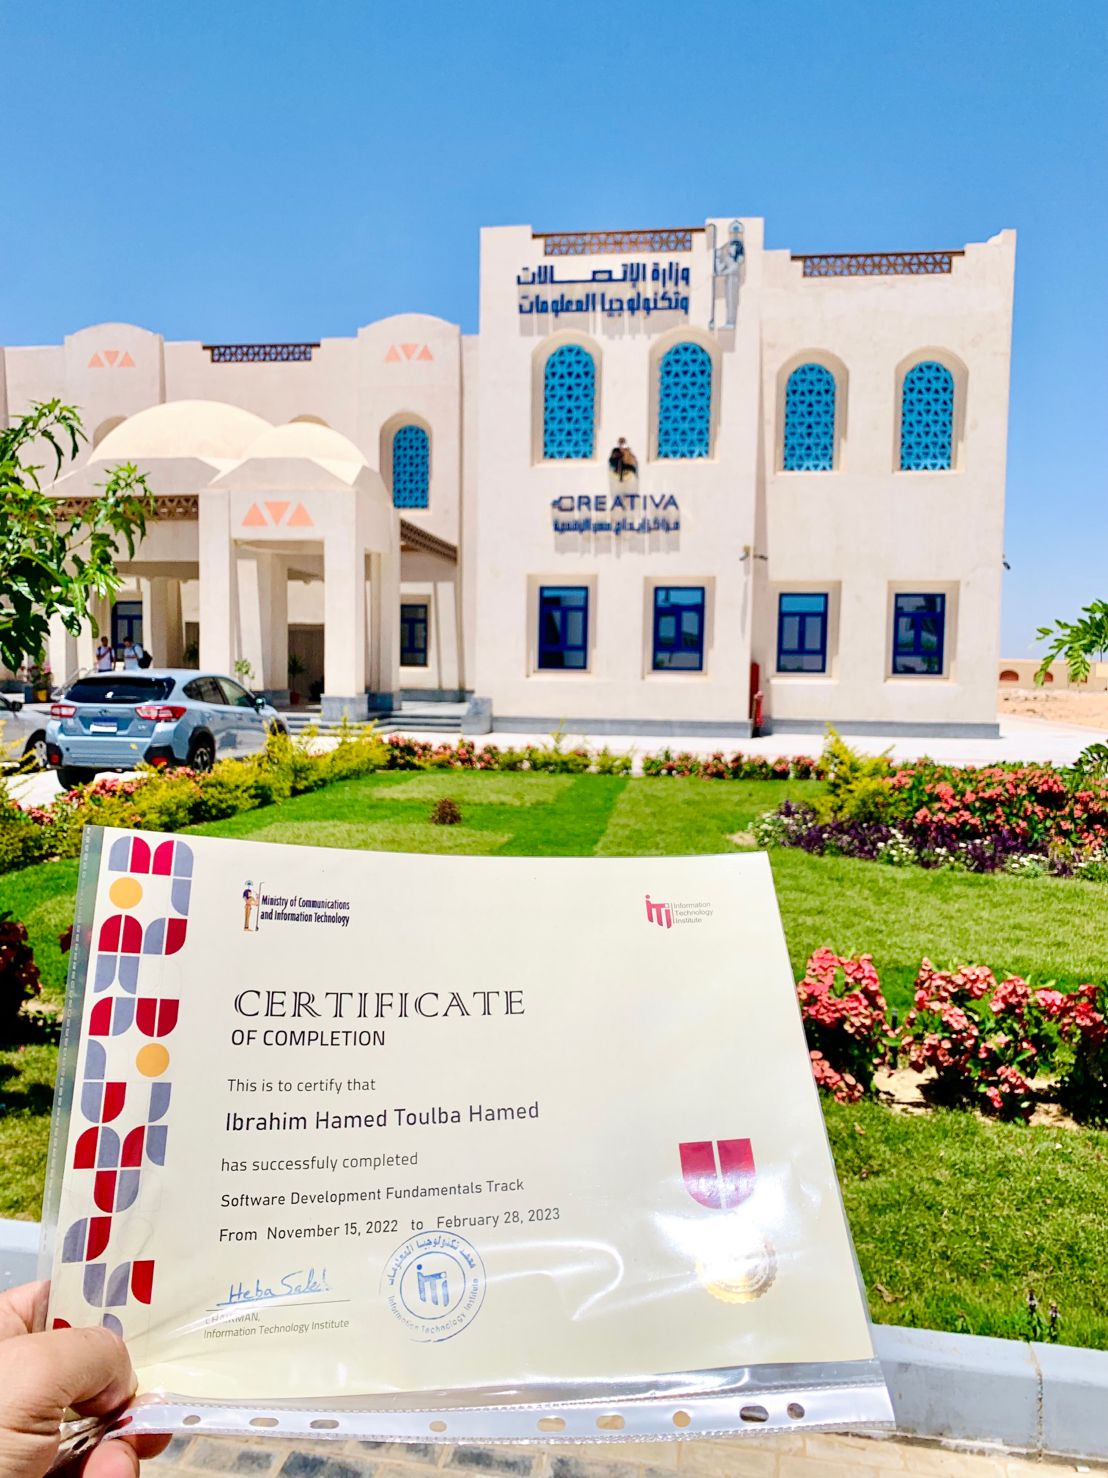 وزارة الإتصالات
وتكنولوجيا المعلومات
CREATIVA
مراكز إبداع مصر الرقمية
Ministry of Communications
and Information Technology
iTi
Information
Technology
Institute
CERTIFICATE
OF COMPLETION
This is to certify that
Ibrahim Hamed Toulba Hamed
has successfuly completed
Software Development Fundamentals Track
From November 15, 2022 to February 28, 2023
Heba Saleh
CHAIRMAN,
Information Technology Institute
معهد تكنولوجيا المعلومات
iTi
Information Technology Institute